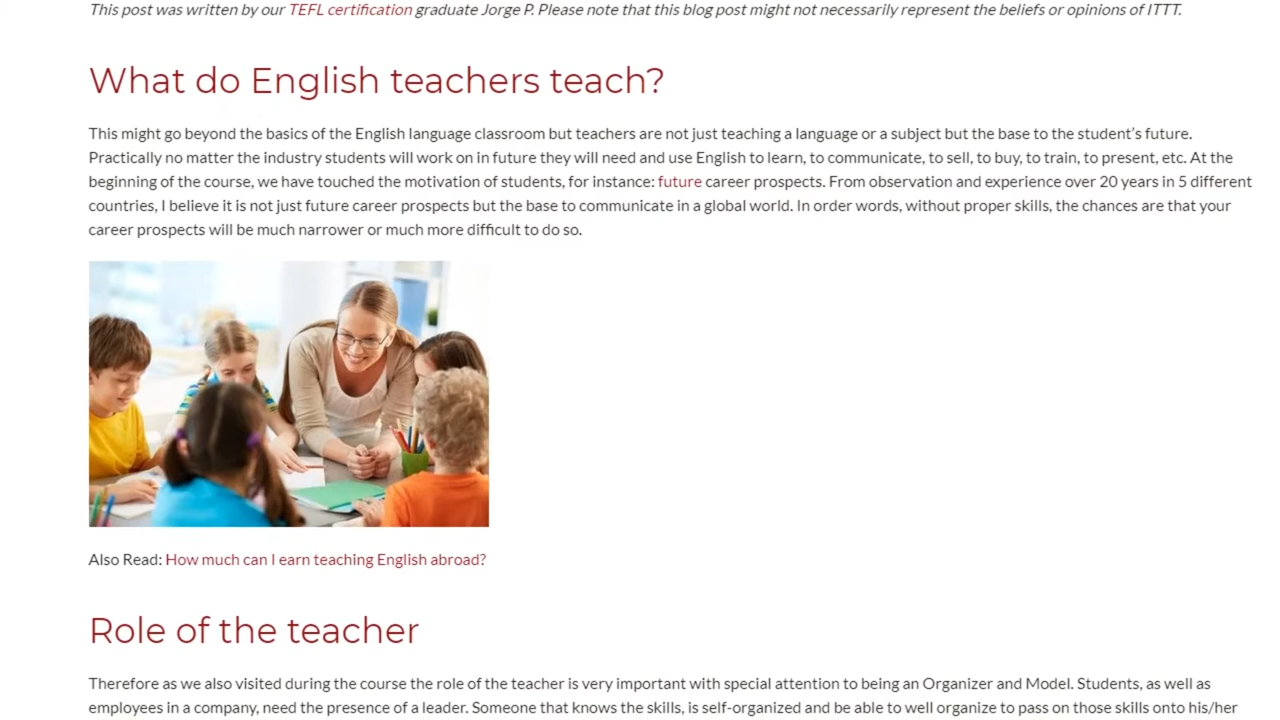 This post was written by our TEFL certification graduate Jorge P. Please note that this blog post might not necessarily represent the beliefs or opinions of ITTT.
What do English teachers teach?
This might go beyond the basics of the English language classroom but teachers are not just teaching a language or a subject but the base to the student’s future.
Practically no matter the industry students will work on in future they will need and use English to learn, to communicate, to sell, to buy, to train, to present, etc. At the
beginning of the course, we have touched the motivation of students, for instance: future career prospects. From observation and experience over 20 years in 5 different
countries, I believe it is not just future career prospects but the base to communicate in a global world. In order words, without proper skills, the chances are that your
career prospects will be much narrower or much more difficult to do so.
Also Read: How much can I earn teaching English abroad?
Role of the teacher
Therefore as we also visited during the course the role of the teacher is very important with special attention to being an Organizer and Model. Students, as well as
employees in a company, need the presence of a leader. Someone that knows the skills, is self-organized and be able to well organize to pass on those skills onto his/her